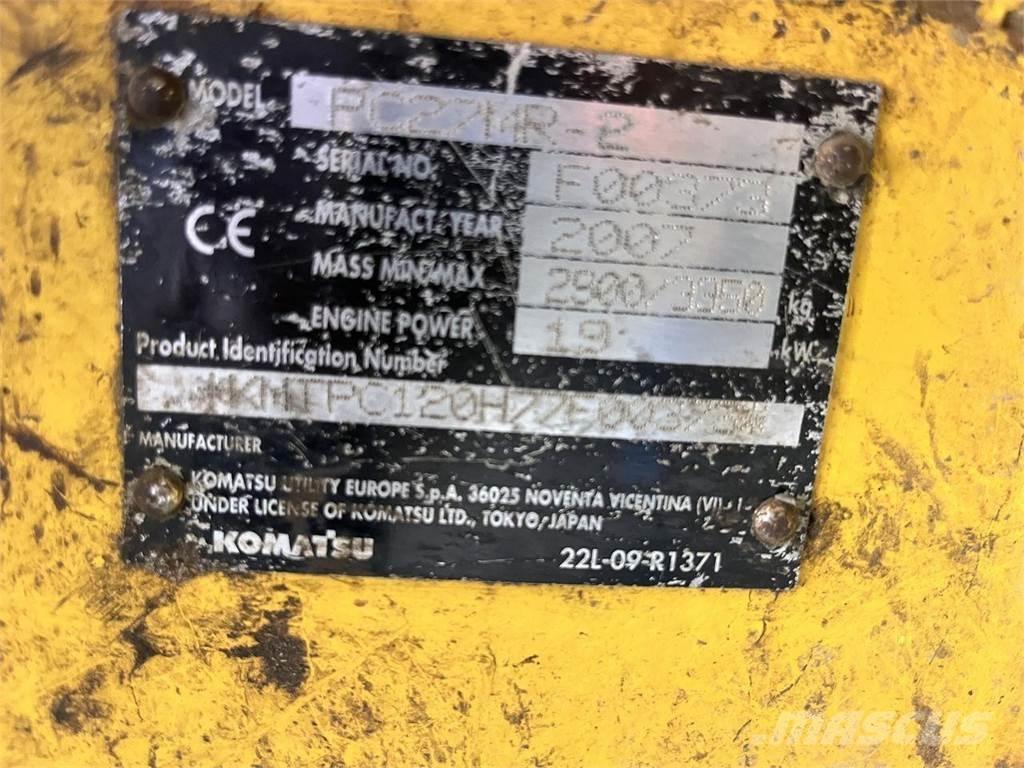 MODEL PC27MR-2
SERIAL NO.
MANUFACT. YEAR 2007
MASS MIN/MAX 2900/3350 kg
ENGINE POWER 19 kW
Product Identification Number
MANUFACTURER
KOMATSU UTILITY EUROPE S.p.A. 36025 NOVENTA VICENTINA (VI) - I
UNDER LICENSE OF KOMATSU LTD., TOKYO/JAPAN
KOMATSU
22L-09-R1371
CE
mascus